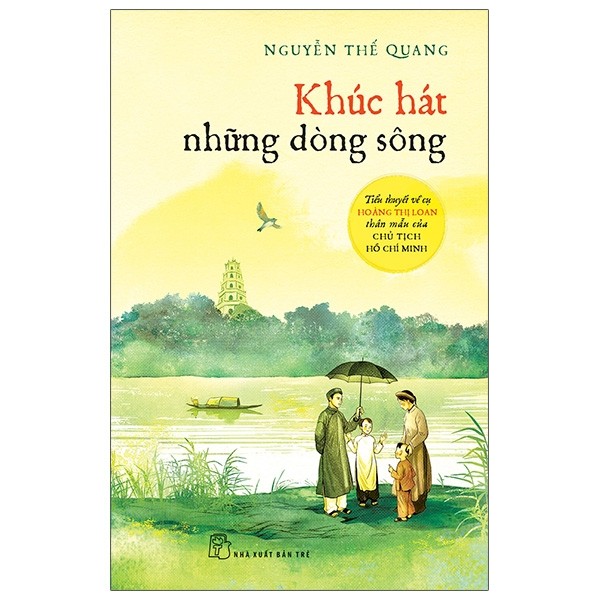 NGUYỄN THẾ QUANG
Khúc hát
những dòng sông
Tiểu thuyết về cụ
HOÀNG THỊ LOAN
thân mẫu của
CHỦ TỊCH
HỒ CHÍ MINH
NHÀ XUẤT BẢN TRẺ